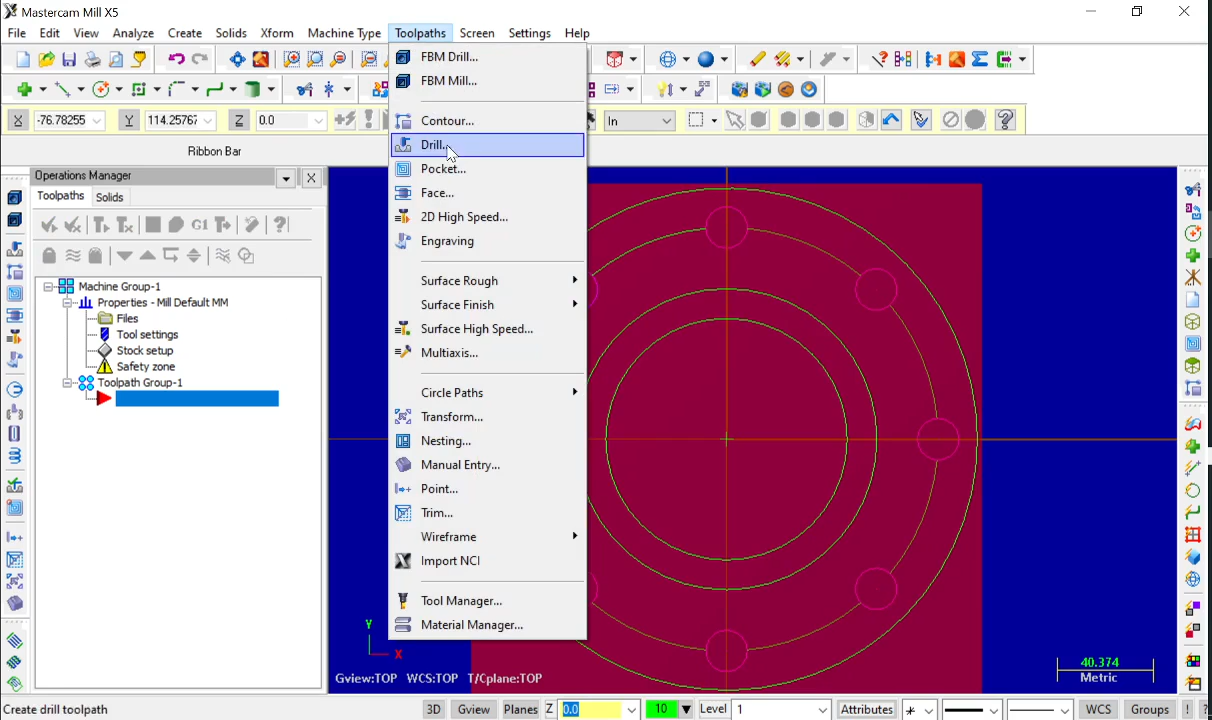 Mastercam Mill X5
File Edit View Analyze Create Solids Xform Machine Type Toolpaths Screen Settings Help
X -76.78255 Y 114.25767 Z 0.0 In
Ribbon Bar
Operations Manager
Toolpaths Solids
G1
Machine Group-1
Properties - Mill Default MM
Files
Tool settings
Stock setup
Safety zone
Toolpath Group-1
FBM Drill...
FBM Mill...
Contour...
Drill...
Pocket...
Face...
2D High Speed...
Engraving
Surface Rough
Surface Finish
Surface High Speed...
Multiaxis...
Circle Paths
Transform...
Nesting...
Manual Entry...
Point...
Trim...
Wireframe
Import NCI
Tool Manager...
Material Manager...
Y
X
Gview:TOP WCS:TOP T/Cplane:TOP
40.374
Metric
Create drill toolpath
3D Gview Planes Z 0.0 10 Level 1 Attributes WCS Groups ! ?